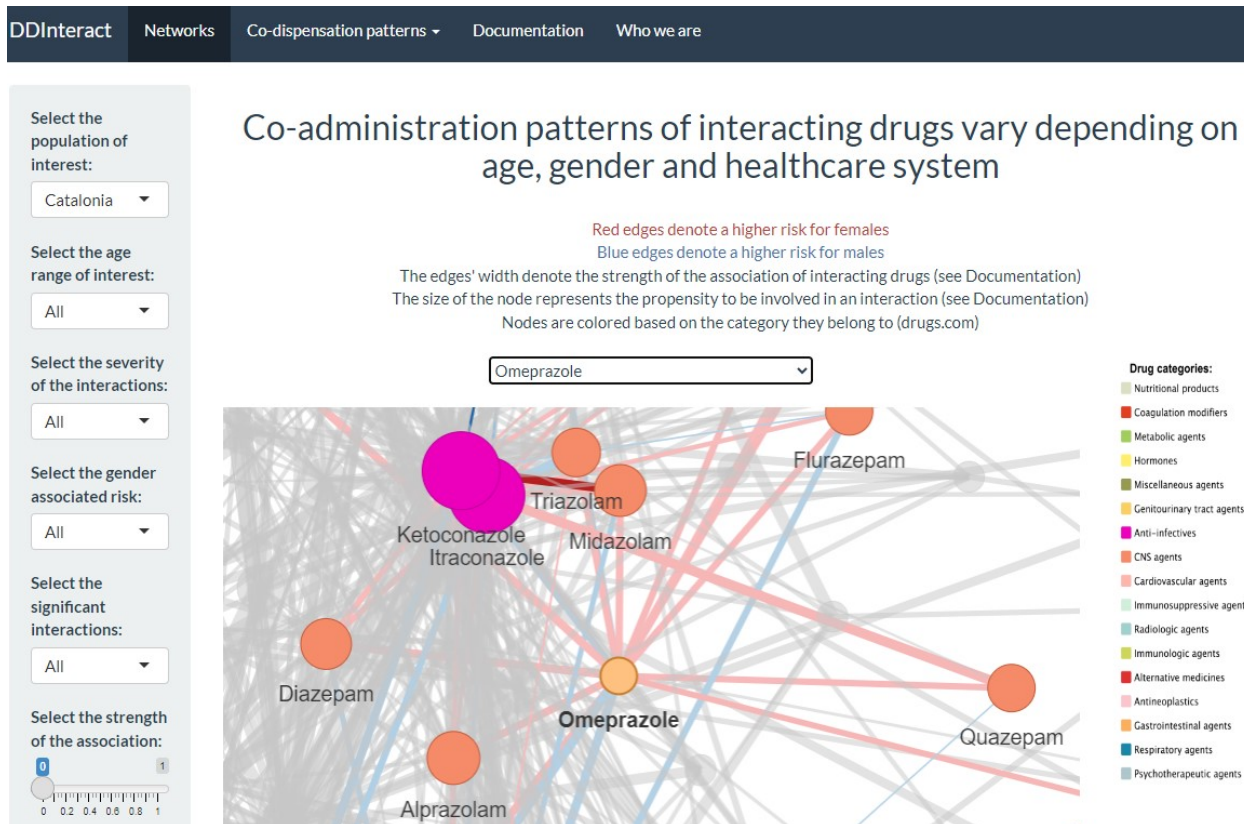 DDInteract Networks Co-dispensation patterns Documentation Who we are
Select the
population of
interest:
Catalonia
Select the age
range of interest:
All
Select the severity
of the interactions:
All
Select the gender
associated risk:
All
Select the
significant
interactions:
All
Select the strength
of the association:
0 1
0 0.2 0.4 0.6 0.8 1
Co-administration patterns of interacting drugs vary depending on
age, gender and healthcare system
Red edges denote a higher risk for females
Blue edges denote a higher risk for males
The edges' width denote the strength of the association of interacting drugs (see Documentation)
The size of the node represents the propensity to be involved in an interaction (see Documentation)
Nodes are colored based on the category they belong to (drugs.com)
Omeprazole
Flurazepam
Triazolam
Ketoconazole
Midazolam
Itraconazole
Diazepam
Omeprazole
Quazepam
Alprazolam
Drug categories:
Nutritional products
Coagulation modifiers
Metabolic agents
Hormones
Miscellaneous agents
Genitourinary tract agents
Anti-infectives
CNS agents
Cardiovascular agents
Immunosuppressive agent
Radiologic agents
Immunologic agents
Alternative medicines
Antineoplastics
Gastrointestinal agents
Respiratory agents
Psychotherapeutic agents